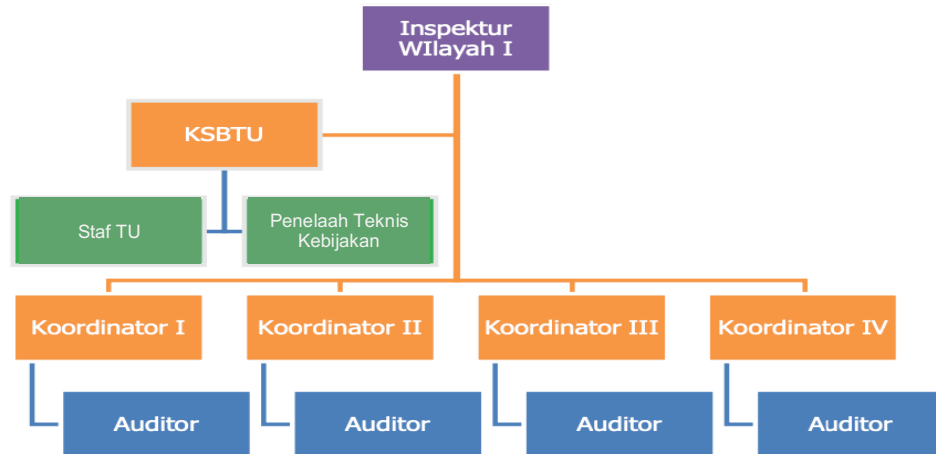 Inspektur
WIlayah I
KSBTU
Staf TU
Penelaah Teknis
Kebijakan
Koordinator I
Koordinator II
Koordinator III
Koordinator IV
Auditor
Auditor
Auditor
Auditor